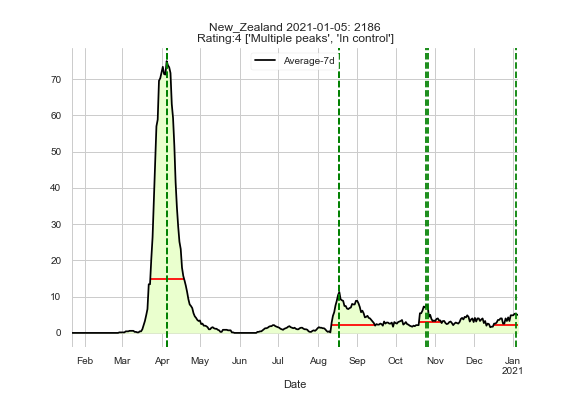 New_Zealand 2021-01-05: 2186
Rating:4 ['Multiple peaks', 'In control']
Average-7d
70
60
50
40
30
20
10
0
Feb Mar Apr May Jun Jul Aug Sep Oct Nov Dec Jan
2021
Date